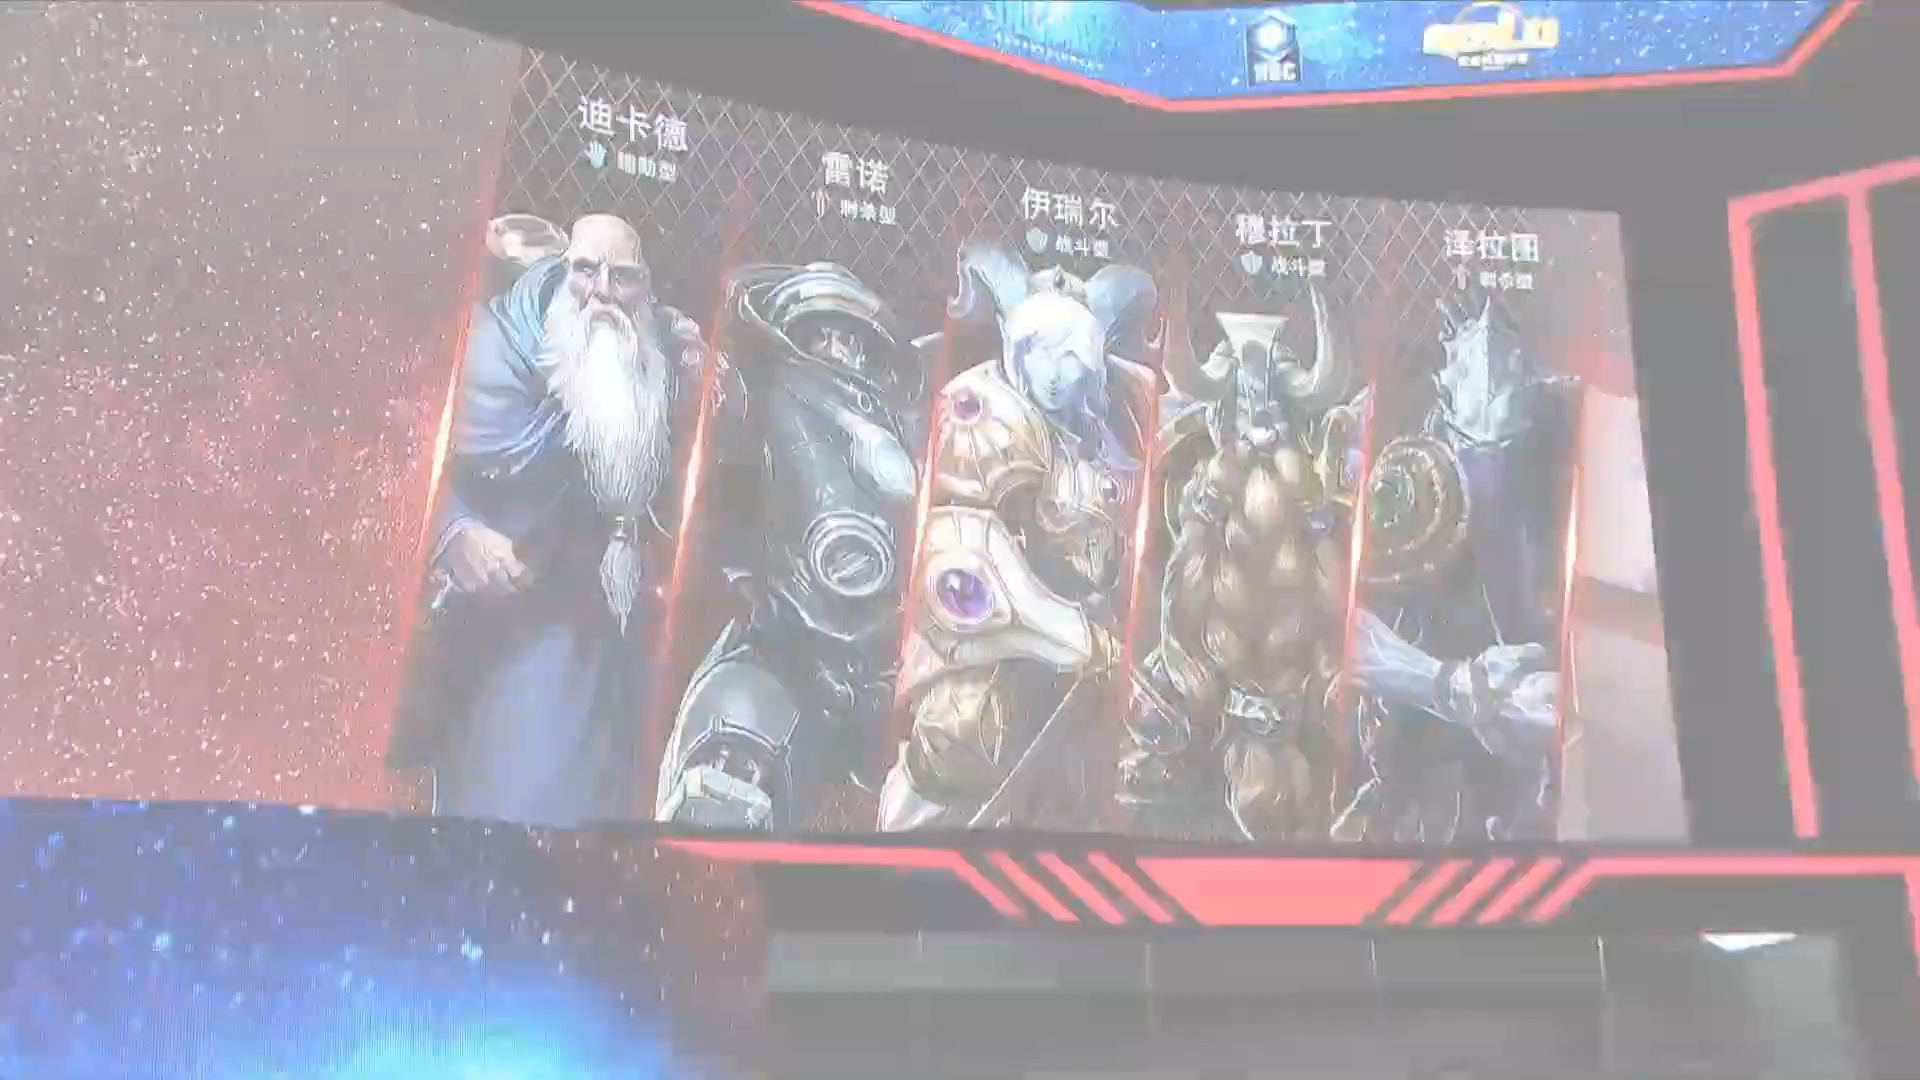 迪卡德
辅助型
雷诺
刺杀型
伊瑞尔
战斗型
穆拉丁
战斗型
泽拉图
刺杀型